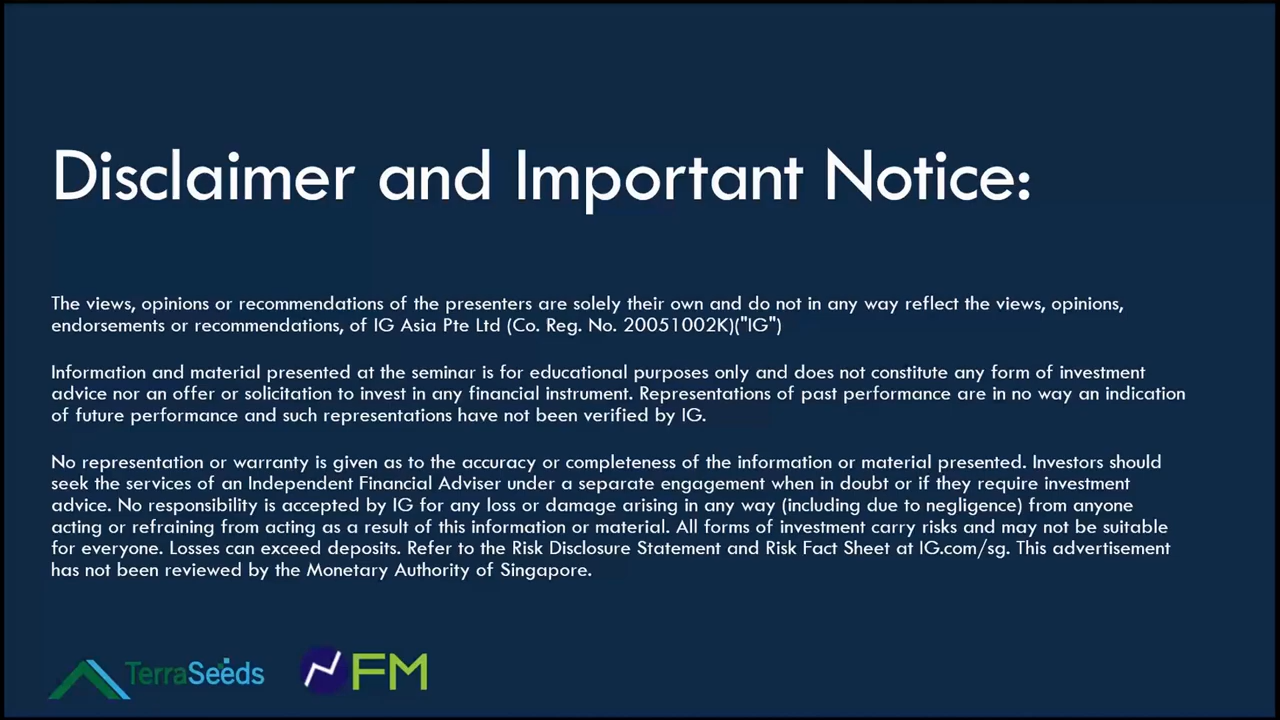 Disclaimer and Important Notice:
The views, opinions or recommendations of the presenters are solely their own and do not in any way reflect the views, opinions,
endorsements or recommendations, of IG Asia Pte Ltd (Co. Reg. No. 20051002K)("IG")
Information and material presented at the seminar is for educational purposes only and does not constitute any form of investment
advice nor an offer or solicitation to invest in any financial instrument. Representations of past performance are in no way an indication
of future performance and such representations have not been verified by IG.
No representation or warranty is given as to the accuracy or completeness of the information or material presented. Investors should
seek the services of an Independent Financial Adviser under a separate engagement when in doubt or if they require investment
advice. No responsibility is accepted by IG for any loss or damage arising in any way (including due to negligence) from anyone
acting or refraining from acting as a result of this information or material. All forms of investment carry risks and may not be suitable
for everyone. Losses can exceed deposits. Refer to the Risk Disclosure Statement and Risk Fact Sheet at IG.com/sg. This advertisement
has not been reviewed by the Monetary Authority of Singapore.
TerraSeeds FM